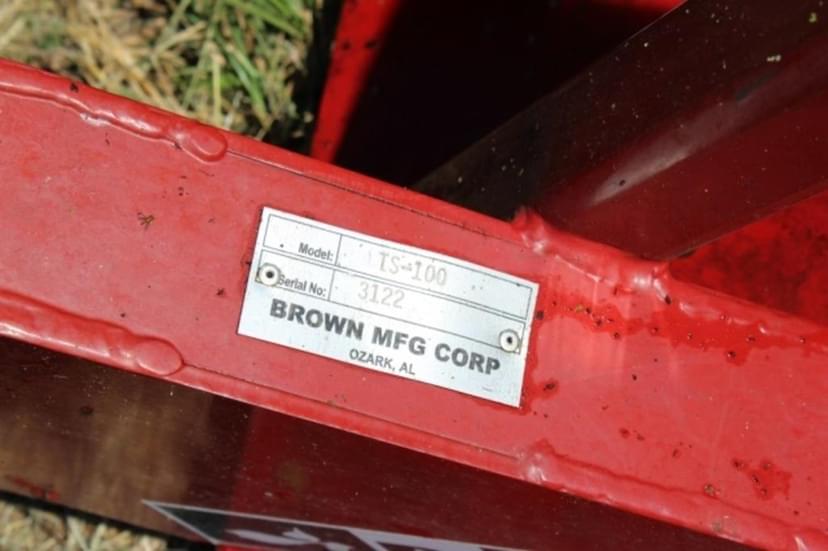 Model: TS-100
Serial No: 3122
BROWN MFG CORP
OZARK, AL